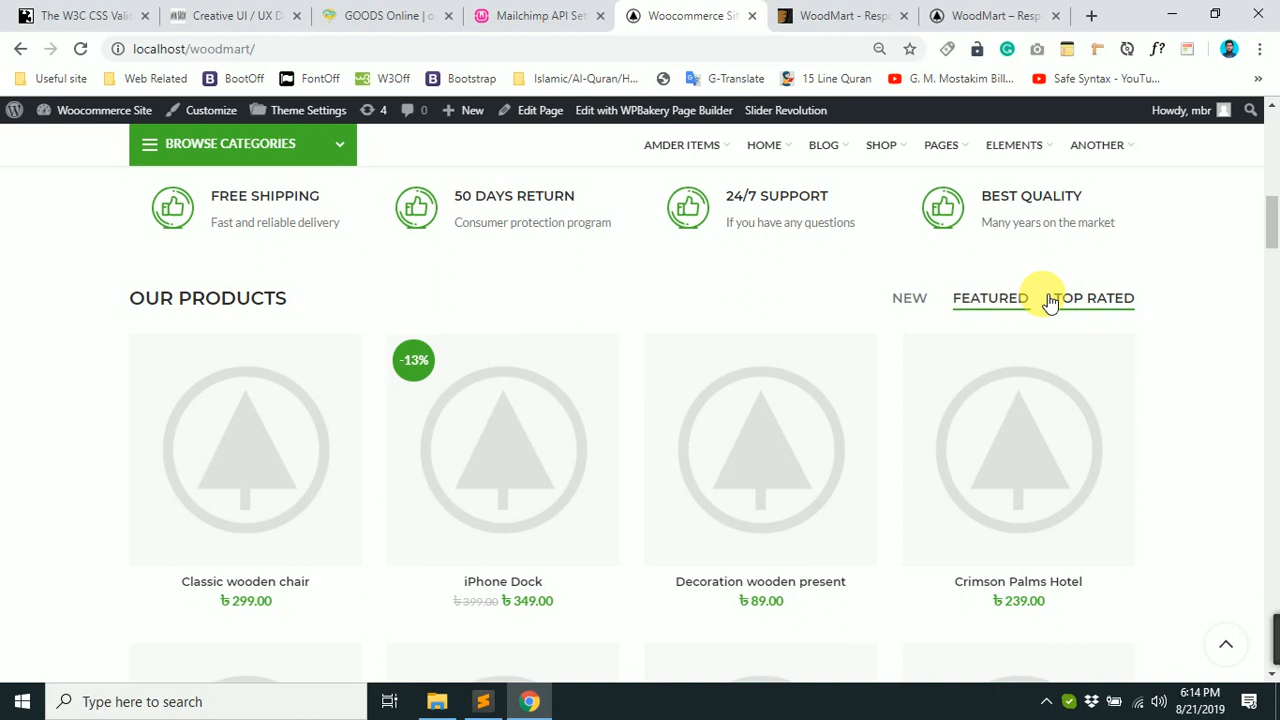 The W3C CSS Vali
Creative UI / UX D
GOODS Online | o
Mailchimp API Set
Woocommerce Si
WoodMart - Resp
WoodMart – Resp
localhost/woodmart/
Useful site
Web Related
BootOff
FontOff
W3Off
Bootstrap
Islamic/Al-Quran/H...
G-Translate
15 Line Quran
G. M. Mostakim Bill...
Safe Syntax - YouTu...
»
Woocommerce Site
Customize
Theme Settings
4
0
New
Edit Page
Edit with WPBakery Page Builder
Slider Revolution
Howdy, mbr
BROWSE CATEGORIES
AMDER ITEMS
HOME
BLOG
SHOP
PAGES
ELEMENTS
ANOTHER
FREE SHIPPING
Fast and reliable delivery
50 DAYS RETURN
Consumer protection program
24/7 SUPPORT
If you have any questions
BEST QUALITY
Many years on the market
OUR PRODUCTS
NEW
FEATURED
TOP RATED
-13%
Classic wooden chair
৳ 299.00
iPhone Dock
৳ 399.00 ৳ 349.00
Decoration wooden present
৳ 89.00
Crimson Palms Hotel
৳ 239.00
Type here to search
6:14 PM
8/21/2019